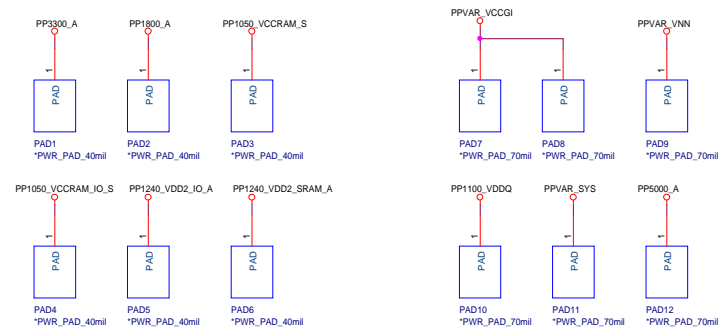 PP3300_A PP1800_A PP1050_VCCRAM_S PPVAR_VCCGI PPVAR_VNN
1 1 1 1 1 1
PAD PAD PAD PAD PAD PAD
PAD1 PAD2 PAD3 PAD7 PAD8 PAD9
*PWR_PAD_40mil *PWR_PAD_40mil *PWR_PAD_40mil *PWR_PAD_70mil *PWR_PAD_70mil *PWR_PAD_70mil
PP1050_VCCRAM_IO_S PP1240_VDD2_IO_A PP1240_VDD2_SRAM_A PP1100_VDDQ PPVAR_SYS PP5000_A
1 1 1 1 1 1
PAD PAD PAD PAD PAD PAD
PAD4 PAD5 PAD6 PAD10 PAD11 PAD12
*PWR_PAD_40mil *PWR_PAD_40mil *PWR_PAD_40mil *PWR_PAD_70mil *PWR_PAD_70mil *PWR_PAD_70mil